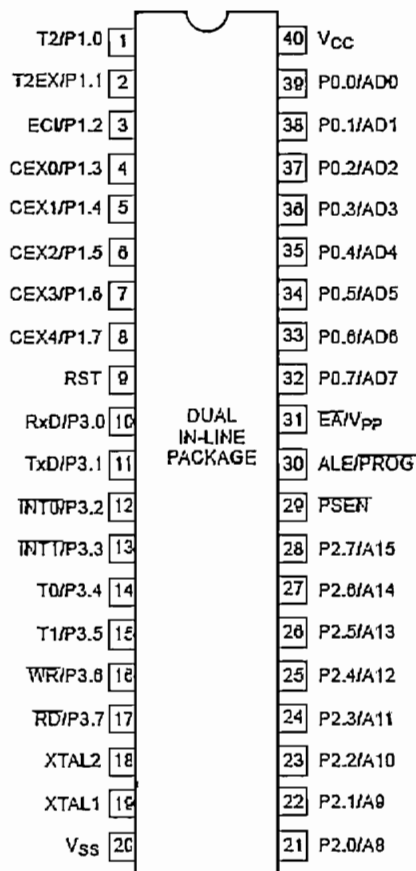 T2/P1.0 1
T2EX/P1.1 2
ECI/P1.2 3
CEX0/P1.3 4
CEX1/P1.4 5
CEX2/P1.5 6
CEX3/P1.6 7
CEX4/P1.7 8
RST 9
RxD/P3.0 10
TxD/P3.1 11
INT0/P3.2 12
INT1/P3.3 13
T0/P3.4 14
T1/P3.5 15
WR/P3.6 16
RD/P3.7 17
XTAL2 18
XTAL1 19
VSS 20
DUAL
IN-LINE
PACKAGE
40 VCC
39 P0.0/AD0
38 P0.1/AD1
37 P0.2/AD2
36 P0.3/AD3
35 P0.4/AD4
34 P0.5/AD5
33 P0.6/AD6
32 P0.7/AD7
31 EA/VPP
30 ALE/PROG
29 PSEN
28 P2.7/A15
27 P2.6/A14
26 P2.5/A13
25 P2.4/A12
24 P2.3/A11
23 P2.2/A10
22 P2.1/A9
21 P2.0/A8